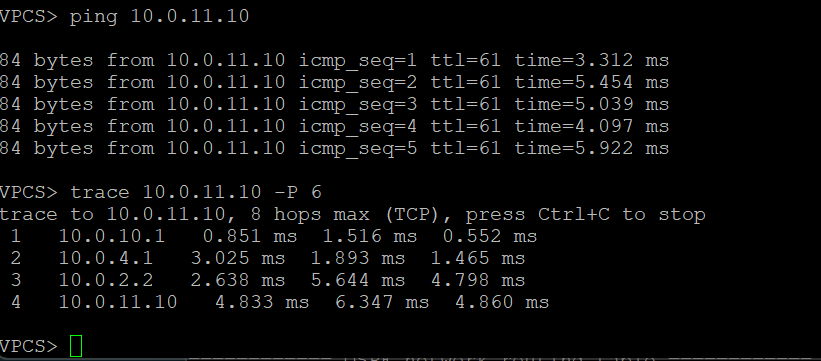 VPCS> ping 10.0.11.10
84 bytes from 10.0.11.10 icmp_seq=1 ttl=61 time=3.312 ms
84 bytes from 10.0.11.10 icmp_seq=2 ttl=61 time=5.454 ms
84 bytes from 10.0.11.10 icmp_seq=3 ttl=61 time=5.039 ms
84 bytes from 10.0.11.10 icmp_seq=4 ttl=61 time=4.097 ms
84 bytes from 10.0.11.10 icmp_seq=5 ttl=61 time=5.922 ms
VPCS> trace 10.0.11.10 -P 6
trace to 10.0.11.10, 8 hops max (TCP), press Ctrl+C to stop
1 10.0.10.1 0.851 ms 1.516 ms 0.552 ms
2 10.0.4.1 3.025 ms 1.893 ms 1.465 ms
3 10.0.2.2 2.638 ms 5.644 ms 4.798 ms
4 10.0.11.10 4.833 ms 6.347 ms 4.860 ms
VPCS>